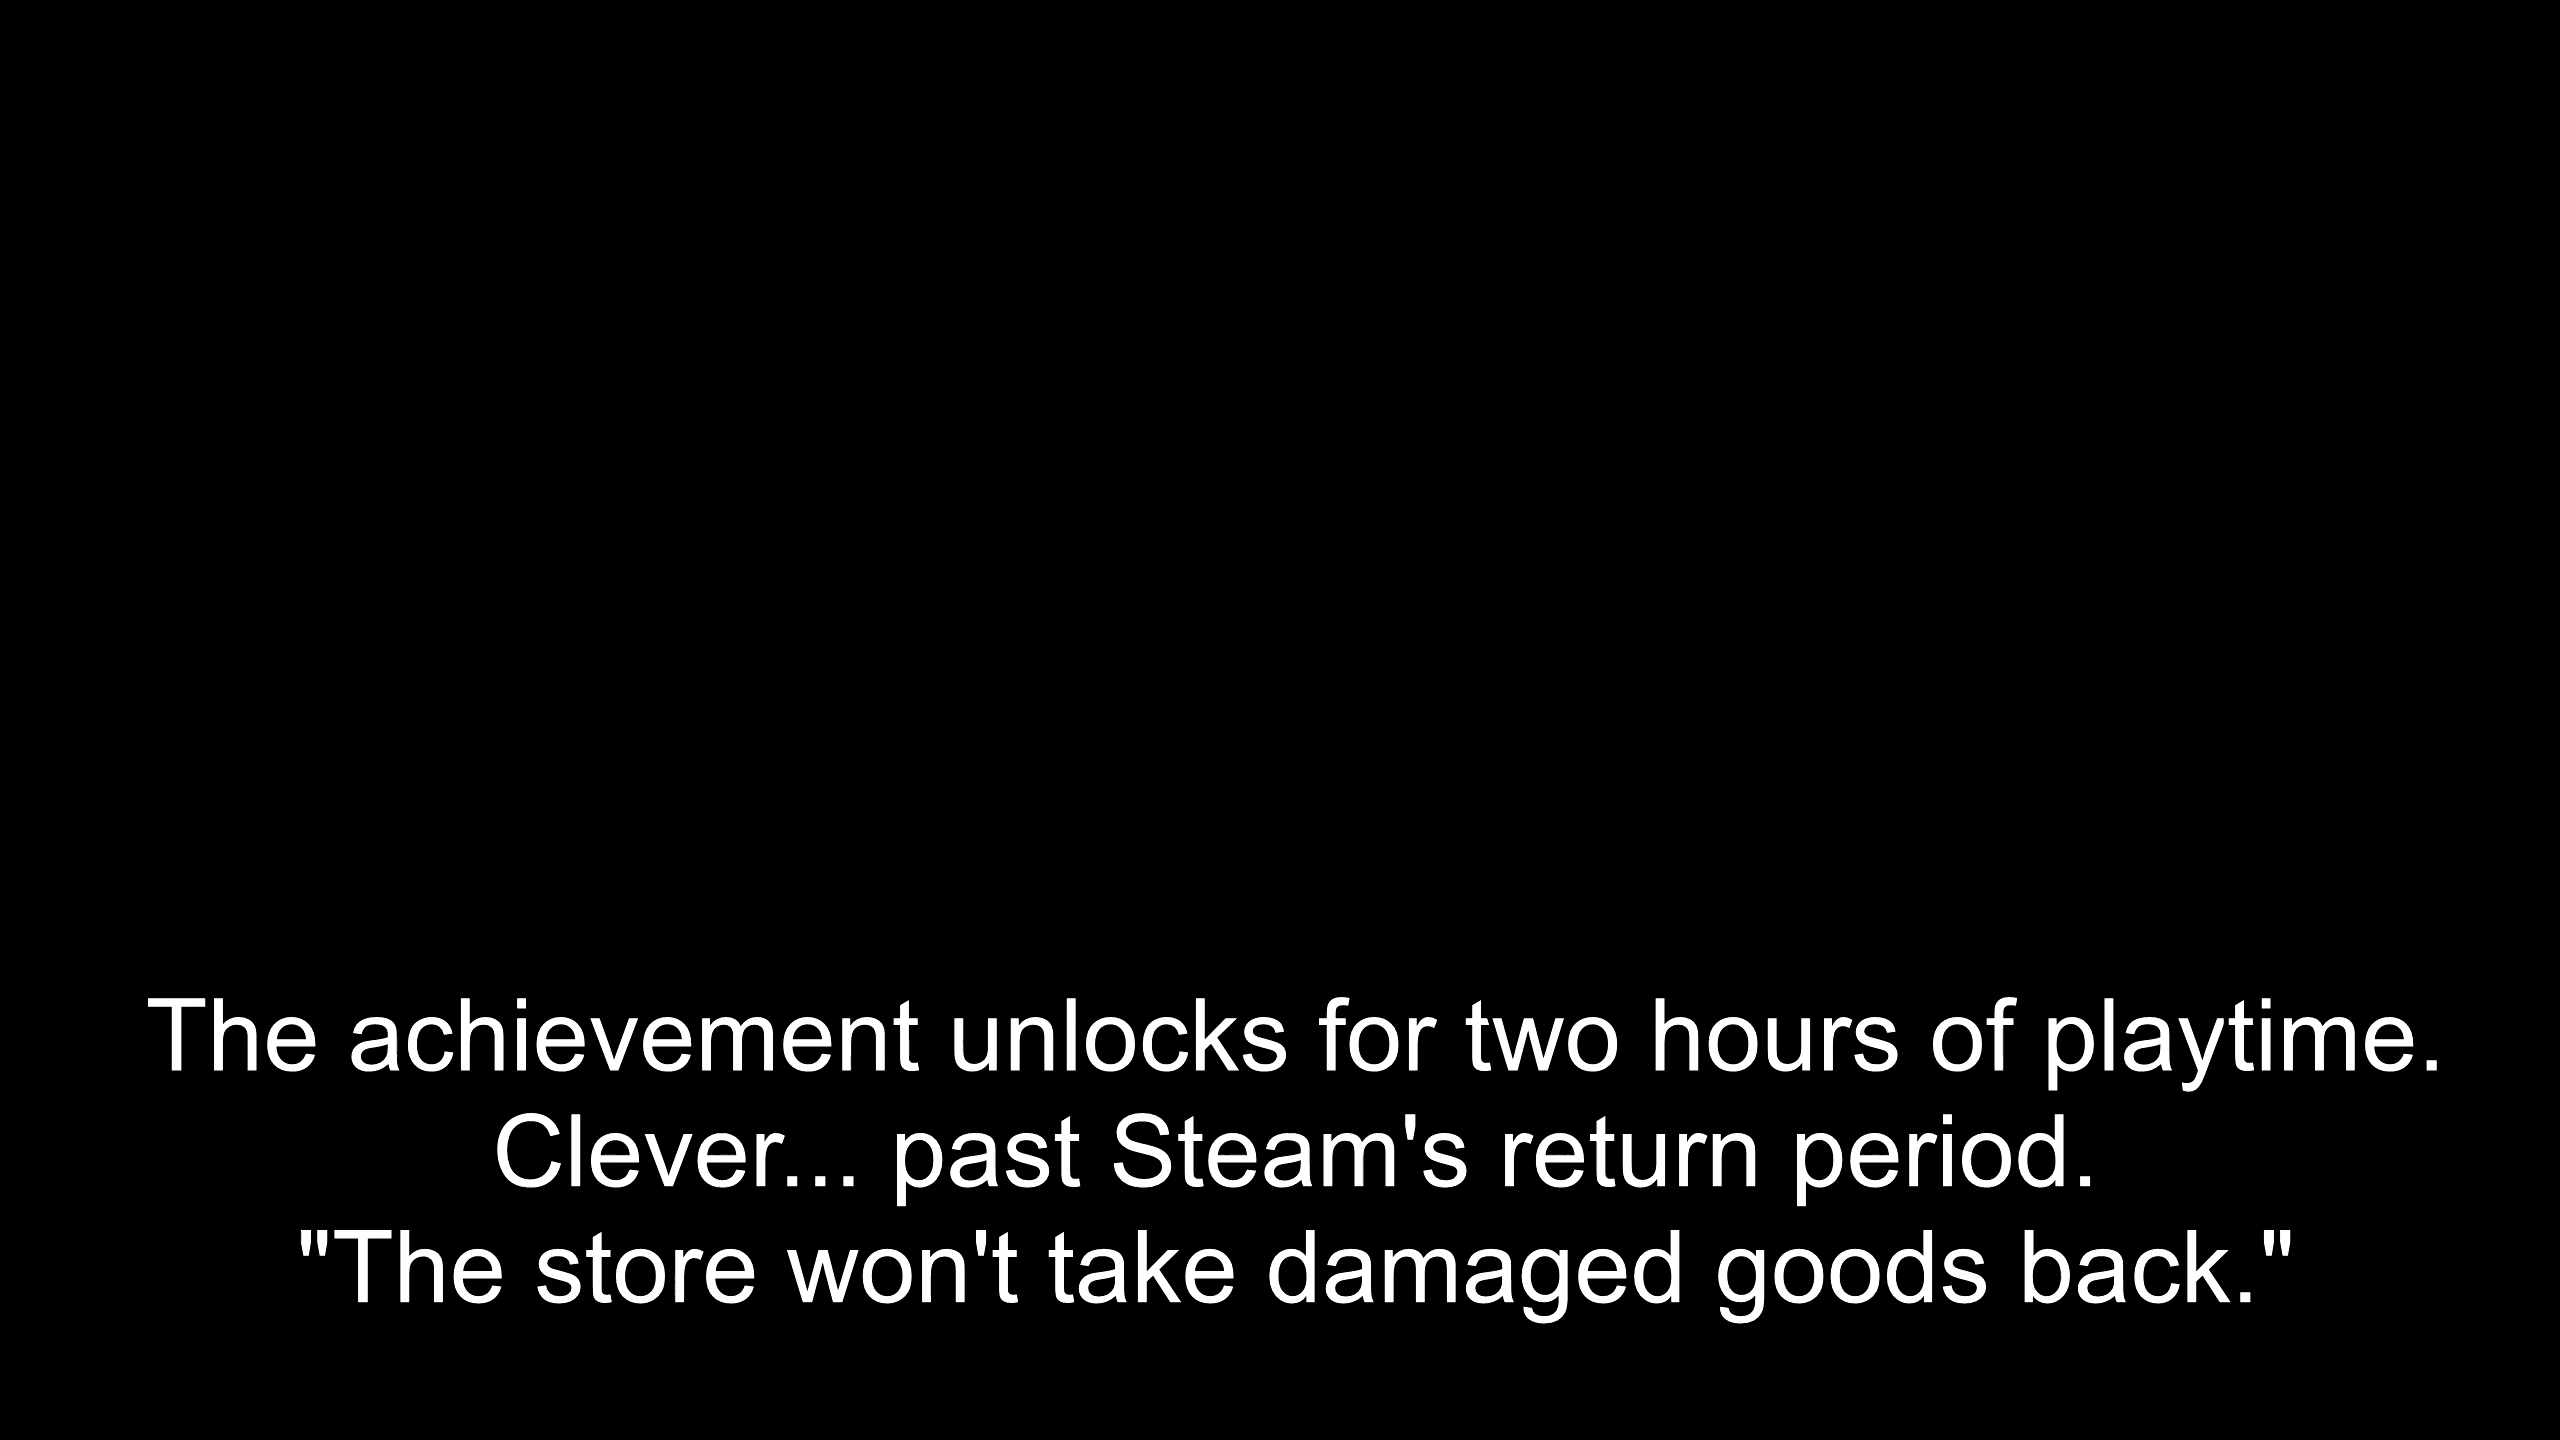 The achievement unlocks for two hours of playtime.
Clever... past Steam's return period.
"The store won't take damaged goods back."